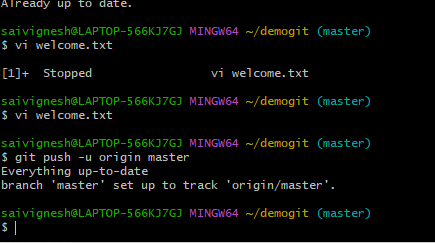 Already up to date.
saivignesh@LAPTOP-566KJ7GJ MINGW64 ~/demogit (master)
$ vi welcome.txt
[1]+  Stopped                 vi welcome.txt
saivignesh@LAPTOP-566KJ7GJ MINGW64 ~/demogit (master)
$ vi welcome.txt
saivignesh@LAPTOP-566KJ7GJ MINGW64 ~/demogit (master)
$ git push -u origin master
Everything up-to-date
branch 'master' set up to track 'origin/master'.
saivignesh@LAPTOP-566KJ7GJ MINGW64 ~/demogit (master)
$